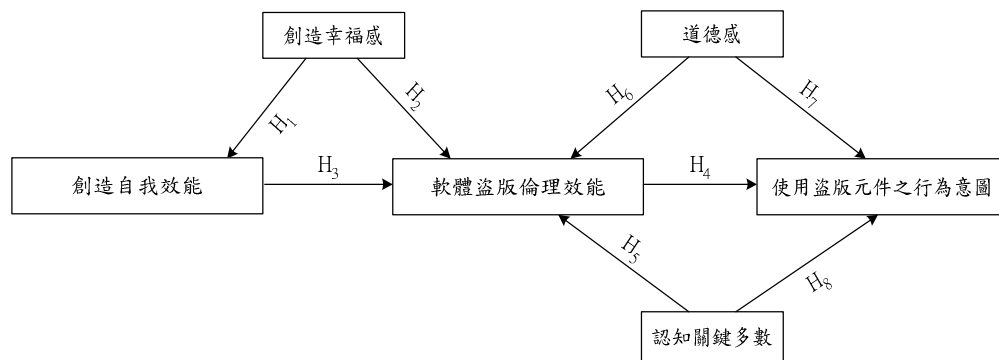 創造幸福感
道德感
H1
H2
H6
H7
創造自我效能
H3
軟體盜版倫理效能
H4
使用盜版元件之行為意圖
H5
H8
認知關鍵多數